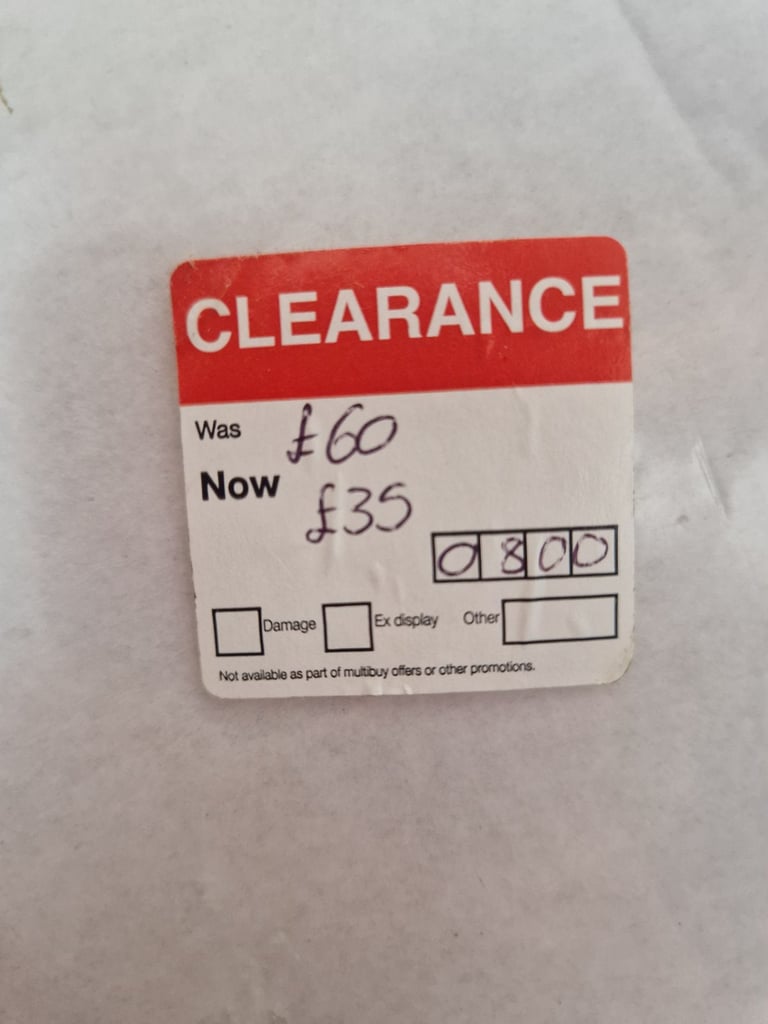 CLEARANCE
Was £60
Now £35
0800
Damage Ex display Other
Not available as part of multibuy offers or other promotions.